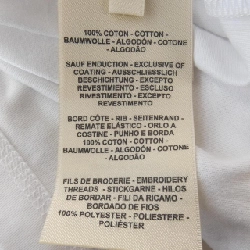 100% COTON - COTTON -
BAUMWOLLE - ALGODÓN - COTONE
- ALGODÃO
SAUF ENDUCTION - EXCLUSIVE OF
COATING - AUSSCHLIESSLICH
BESCHICHTUNG - EXCEPTO
REVESTIMIENTO - ESCLUSO
RIVESTIMENTO - EXCEPTO
REVESTIMENTO
BORD CÔTE - RIB - SEITENRAND -
REMATE ELÁSTICO - ORLO A
COSTINE - PUNHO E BORDA
100% COTON - COTTON -
BAUMWOLLE - ALGODÓN - COTONE
- ALGODÃO
FILS DE BRODERIE - EMBROIDERY
THREADS - STICKGARNE - HILOS
DE BORDAR - FILI DA RICAMO -
BORDADO DE FIOS
100% POLYESTER - POLIESTERE -
POLIÉSTER